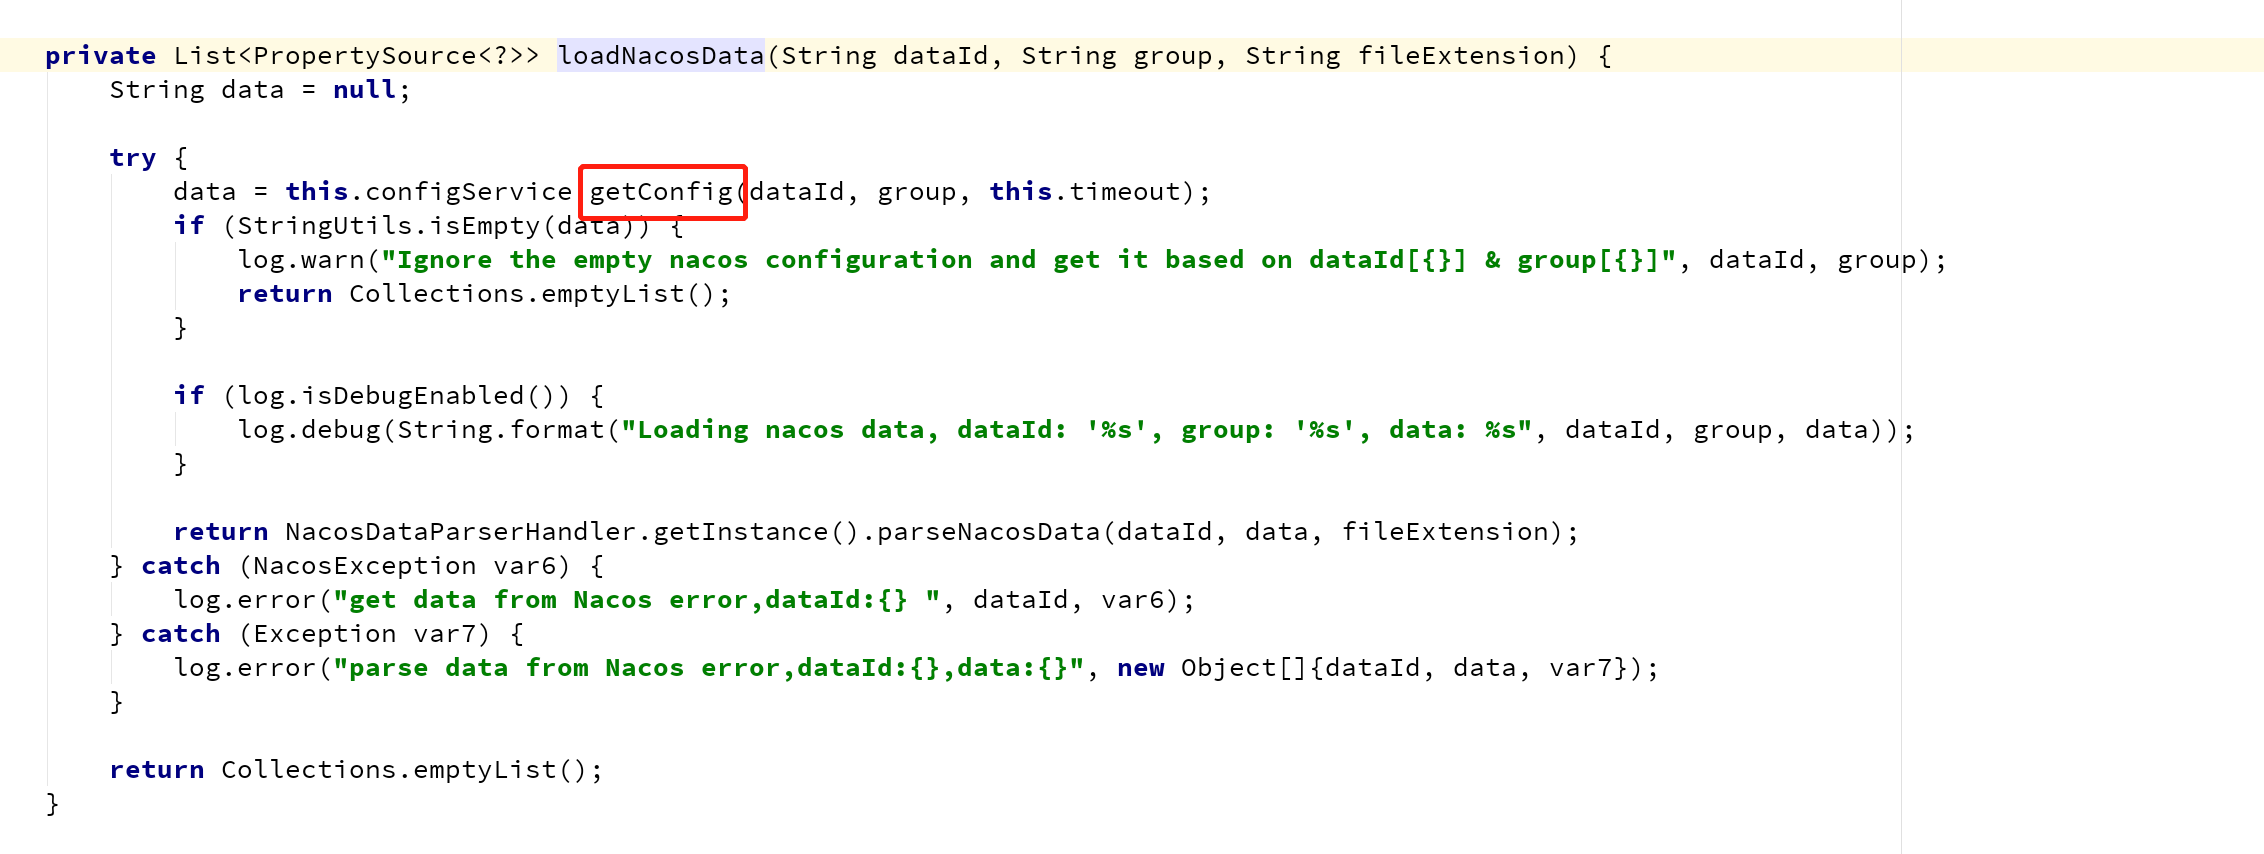 private List<PropertySource<?>> loadNacosData(String dataId, String group, String fileExtension) {
    String data = null;

    try {
        data = this.configService.getConfig(dataId, group, this.timeout);
        if (StringUtils.isEmpty(data)) {
            log.warn("Ignore the empty nacos configuration and get it based on dataId[{}] & group[{}]", dataId, group);
            return Collections.emptyList();
        }

        if (log.isDebugEnabled()) {
            log.debug(String.format("Loading nacos data, dataId: '%s', group: '%s', data: %s", dataId, group, data));
        }

        return NacosDataParserHandler.getInstance().parseNacosData(dataId, data, fileExtension);
    } catch (NacosException var6) {
        log.error("get data from Nacos error,dataId:{} ", dataId, var6);
    } catch (Exception var7) {
        log.error("parse data from Nacos error,dataId:{},data:{}", new Object[]{dataId, data, var7});
    }

    return Collections.emptyList();
}